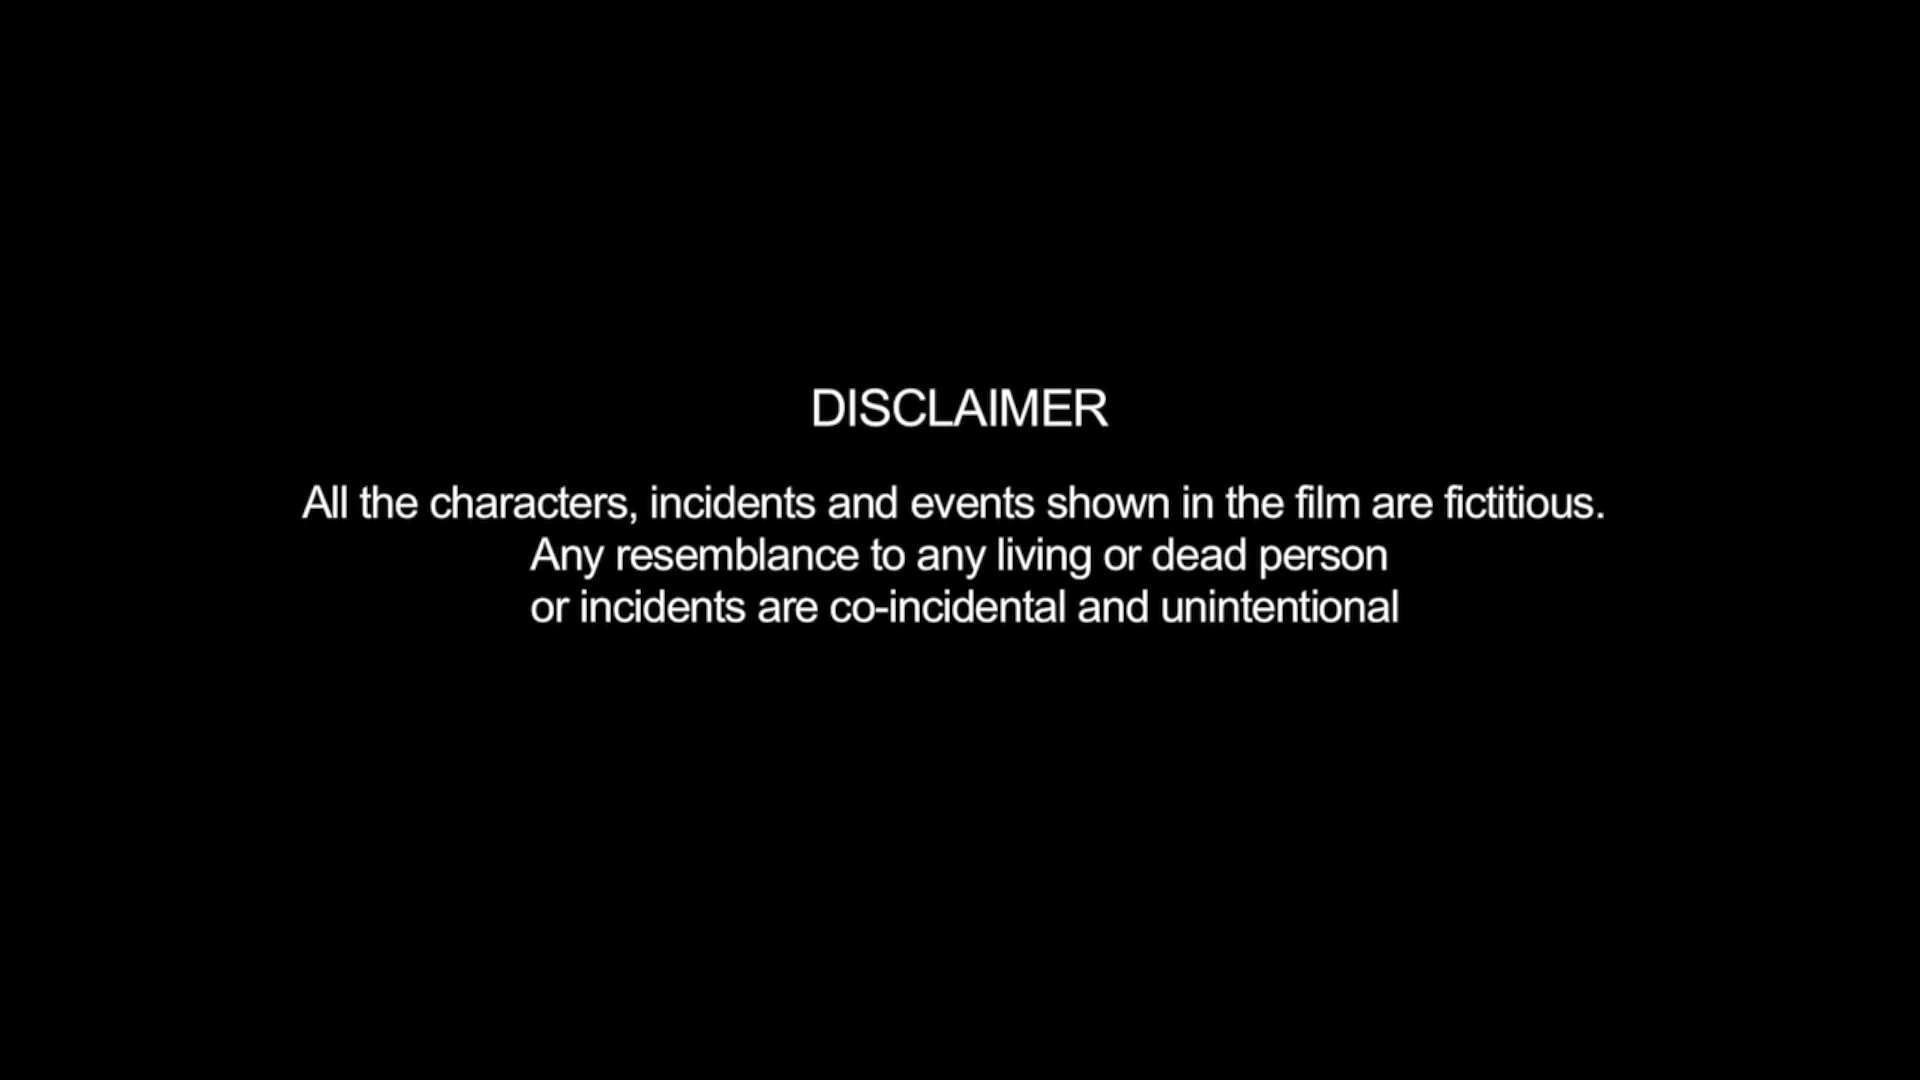 DISCLAIMER
All the characters, incidents and events shown in the film are fictitious.
Any resemblance to any living or dead person
or incidents are co-incidental and unintentional